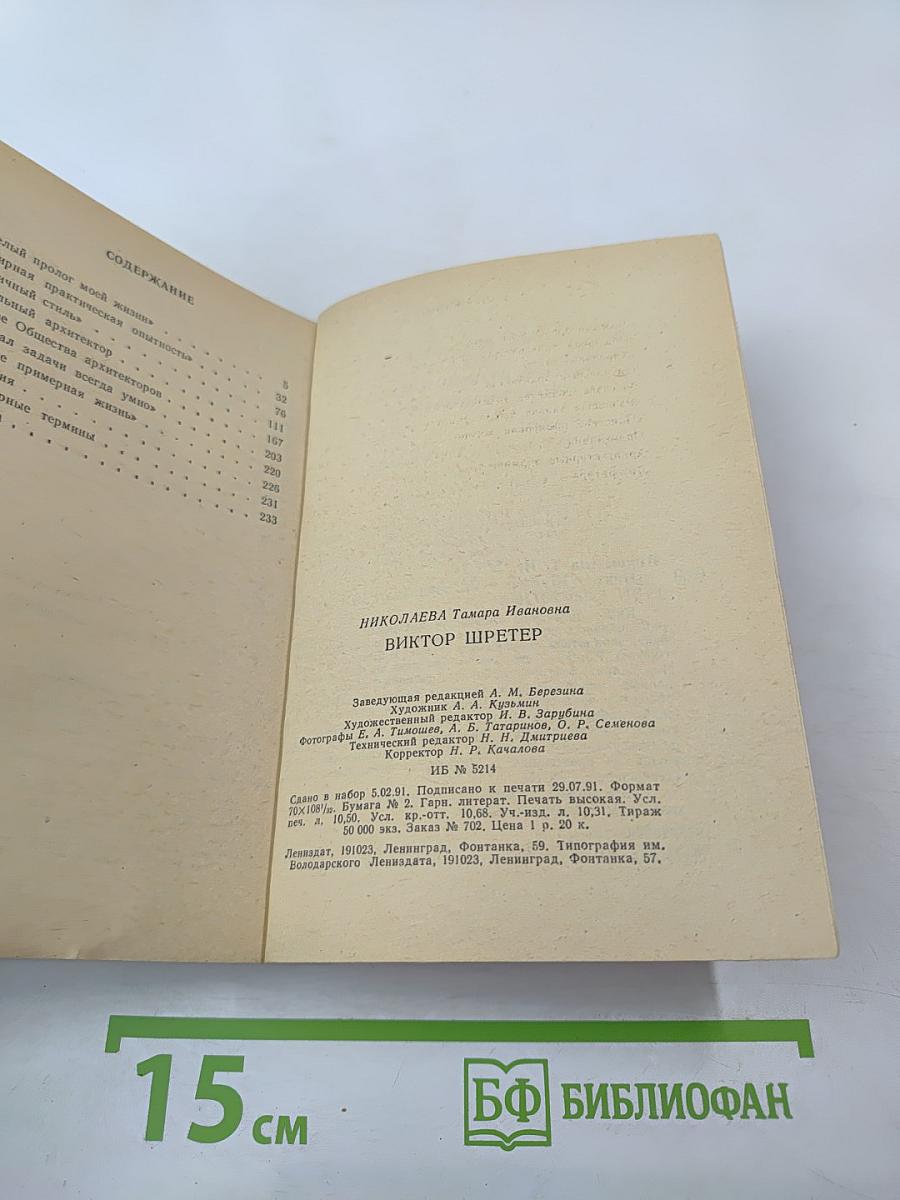 СОДЕРЖАНИЕ
пролог моей жизни» . . . 5
практическая опытность» . . . 32
стиль» . . . 76
архитектор . . . 111
Общества архитекторов . . . 167
задачи всегда умно» . . . 203
примерная жизнь» . . . 220
. . . 226
термины . . . 231
. . . 233
НИКОЛАЕВА Тамара Ивановна
ВИКТОР ШРЕТЕР
Заведующая редакцией А. М. Березина
Художник А. А. Кузьмин
Художественный редактор И. В. Зарубина
Фотографы Е. А. Тимошев, А. Б. Татаринов, О. Р. Семенова
Технический редактор Н. Н. Дмитриева
Корректор Н. Р. Качалова
ИБ № 5214
Сдано в набор 5.02.91. Подписано к печати 29.07.91. Формат
70×108¹/₃₂. Бумага № 2. Гарн. литерат. Печать высокая. Усл.
печ. л. 10,50. Усл. кр.-отт. 10,68. Уч.-изд. л. 10,31. Тираж
50 000 экз. Заказ № 702. Цена 1 р. 20 к.
Лениздат, 191023, Ленинград, Фонтанка, 59. Типография им.
Володарского Лениздата, 191023, Ленинград, Фонтанка, 57.
15 см
БФ БИБЛИОФАН